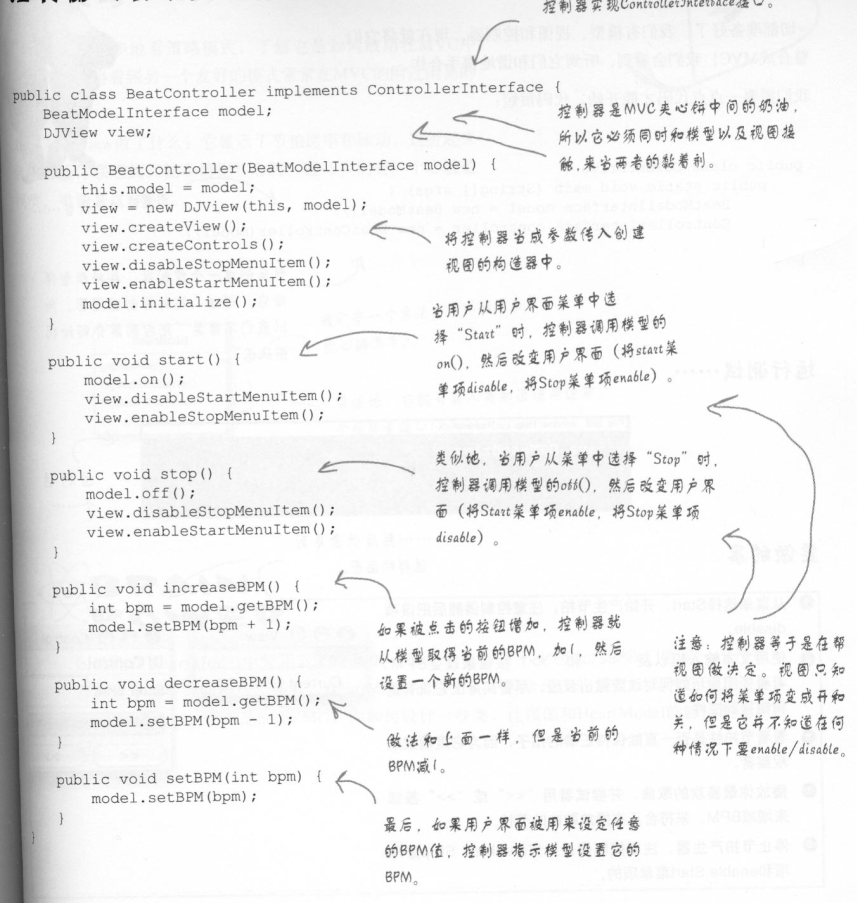 控制器实现ControllerInterface接口。
public class BeatController implements ControllerInterface {
BeatModelInterface model;
DJView view;
控制器是MVC夹心饼中间的奶油，
所以它必须同时和模型以及视图接
触，来当两者的黏着剂。
public BeatController(BeatModelInterface model) {
this.model = model;
view = new DJView(this, model);
view.createView();
view.createControls();
view.disableStopMenuItem();
view.enableStartMenuItem();
model.initialize();
}
将控制器当成参数传入创建
视图的构造器中。
public void start() {
model.on();
view.disableStartMenuItem();
view.enableStopMenuItem();
}
当用户从用户界面菜单中选
择“Start”时，控制器调用模型的
on()，然后改变用户界面（将start菜
单项disable，将Stop菜单项enable）。
public void stop() {
model.off();
view.disableStopMenuItem();
view.enableStartMenuItem();
}
类似地，当用户从菜单中选择“Stop”时，
控制器调用模型的off()，然后改变用户界
面（将Start菜单项enable，将Stop菜单项
disable）。
public void increaseBPM() {
int bpm = model.getBPM();
model.setBPM(bpm + 1);
}
如果被点击的按钮增加，控制器就
从模型取得当前的BPM，加1，然后
设置一个新的BPM。
public void decreaseBPM() {
int bpm = model.getBPM();
model.setBPM(bpm - 1);
}
做法和上面一样，但是当前的
BPM减1。
注意：控制器等于是在帮
视图做决定。视图只知
道如何将菜单项变成开和
关，但是它并不知道在何
种情况下要enable/disable。
public void setBPM(int bpm) {
model.setBPM(bpm);
}
}
最后，如果用户界面被用来设定任意
的BPM值，控制器指示模型设置它的
BPM。